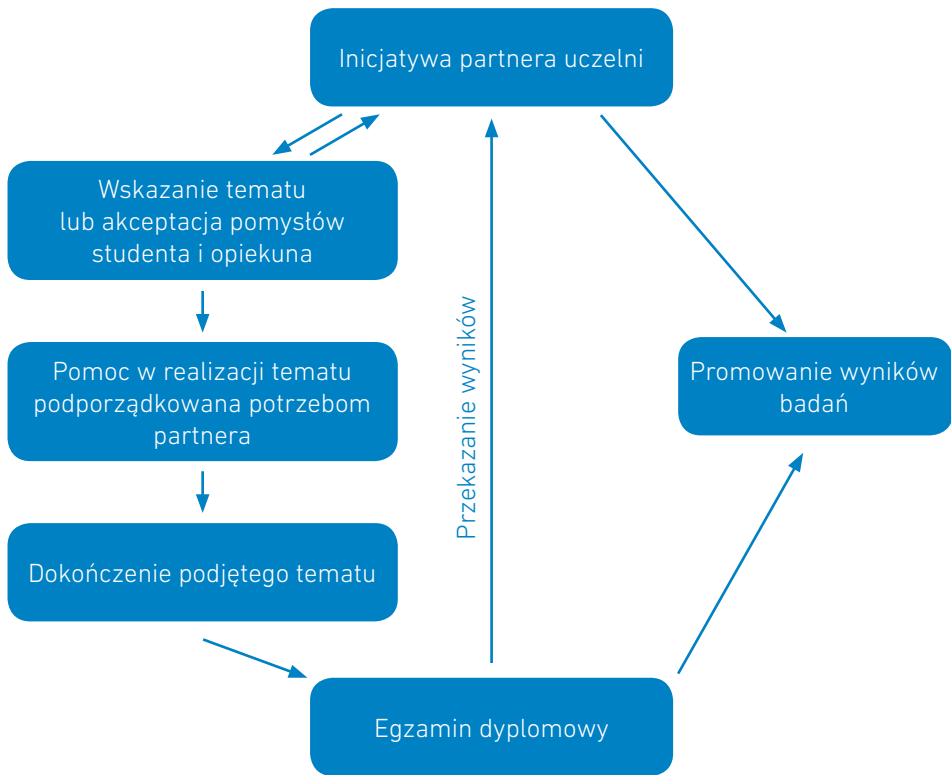 Inicjatywa partnera uczelni
Wskazanie tematu
lub akceptacja pomysłów
studenta i opiekuna
Pomoc w realizacji tematu
podporządkowana potrzebom
partnera
Dokończenie podjętego tematu
Przekazanie wyników
Promowanie wyników
badań
Egzamin dyplomowy